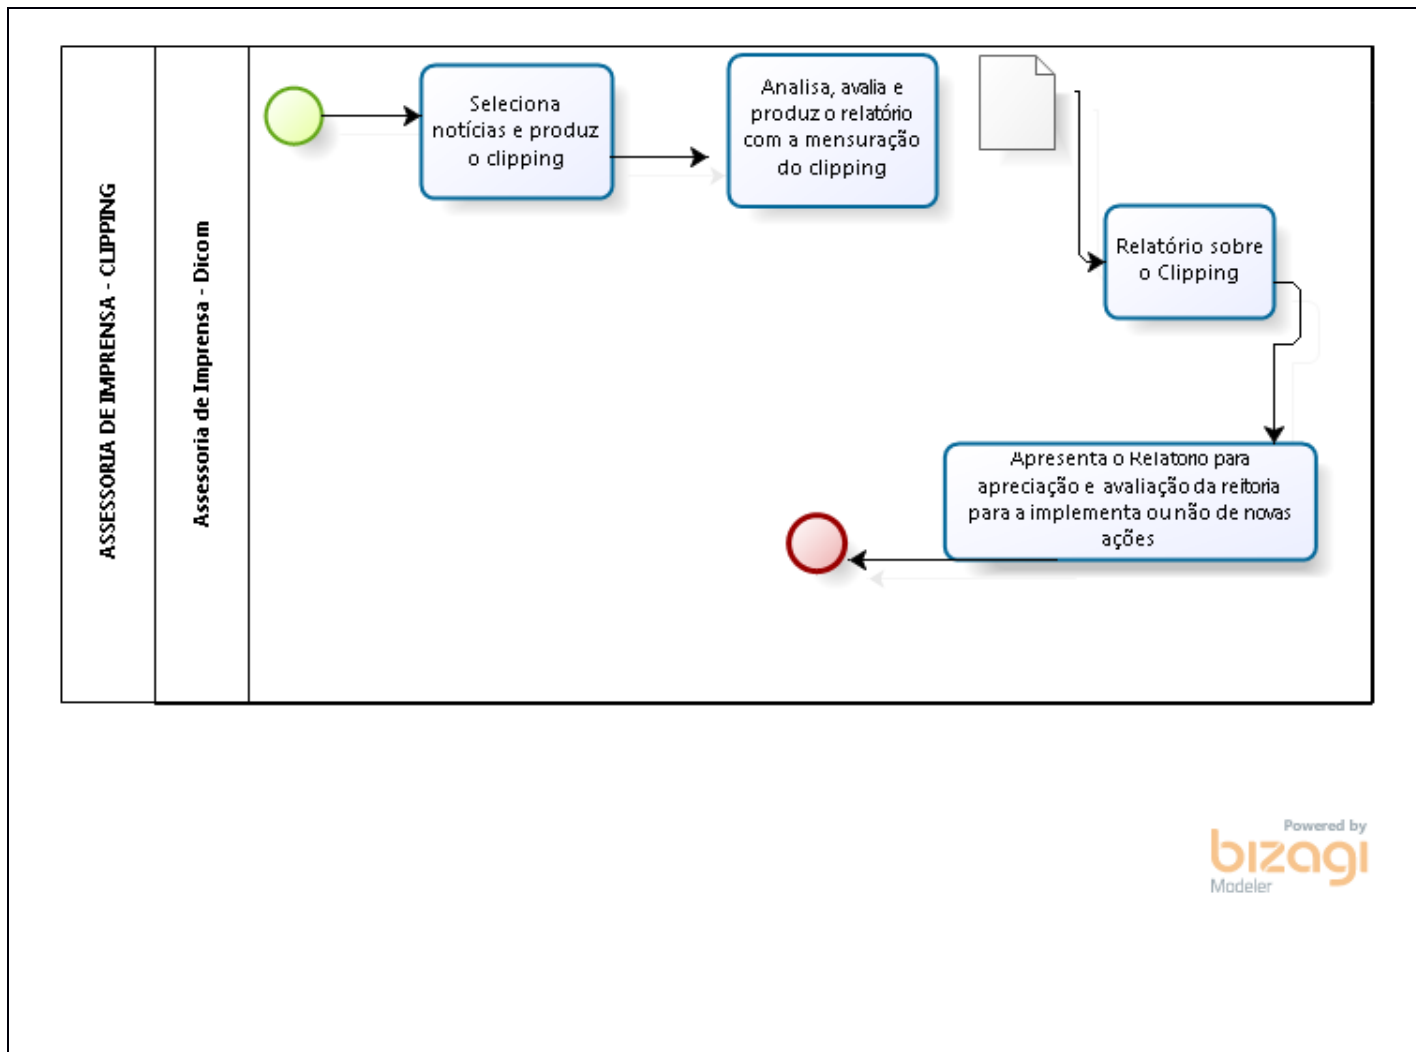 ASSESSORIA DE IMPRENSA - CLIPPING
Assessoria de Imprensa - Dicom
Seleciona
notícias e produz
o clipping
Analisa, avalia e
produz o relatório
com a mensuração
do clipping
Relatório sobre
o Clipping
Apresenta o Relatorio para
apreciação e avaliação da reitoria
para a implementa ou não de novas
ações
Powered by
bizagi
Modeler